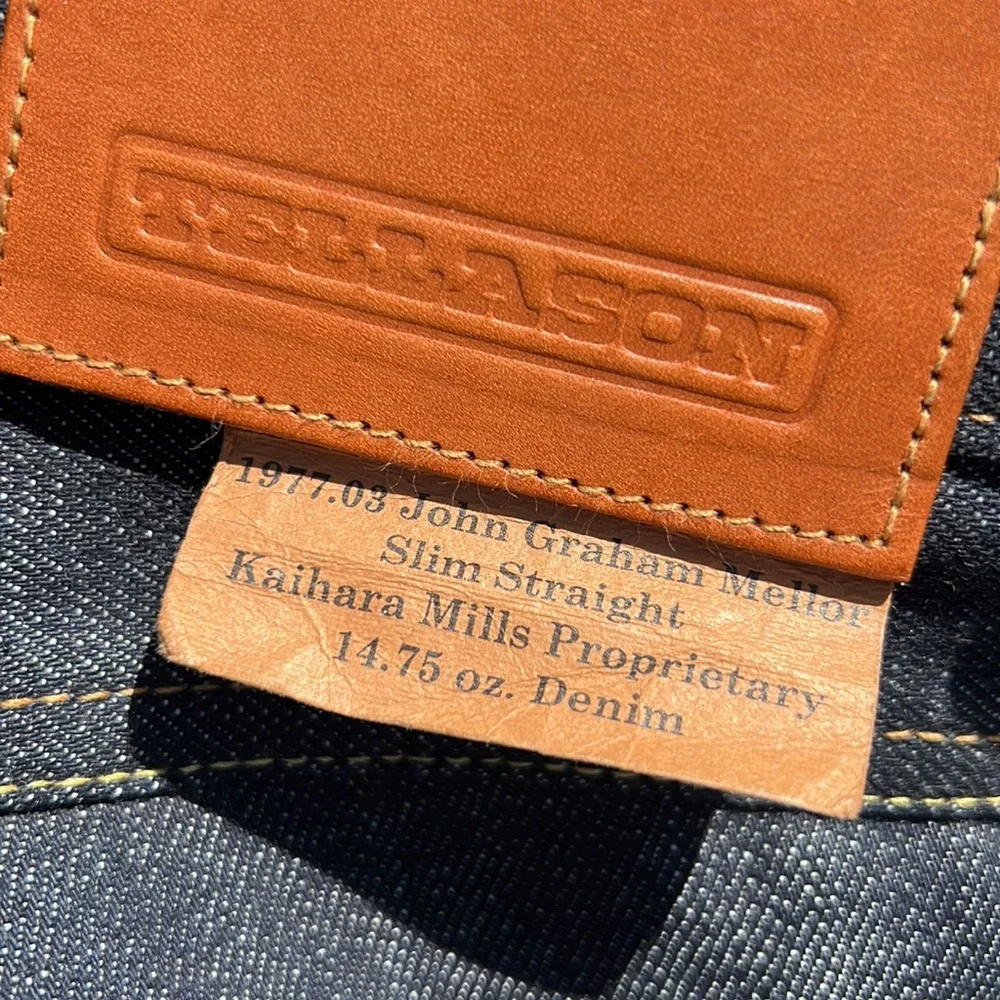 TELLASON
1977.03 John Graham Mellor
Slim Straight
Kaihara Mills Proprietary
14.75 oz. Denim